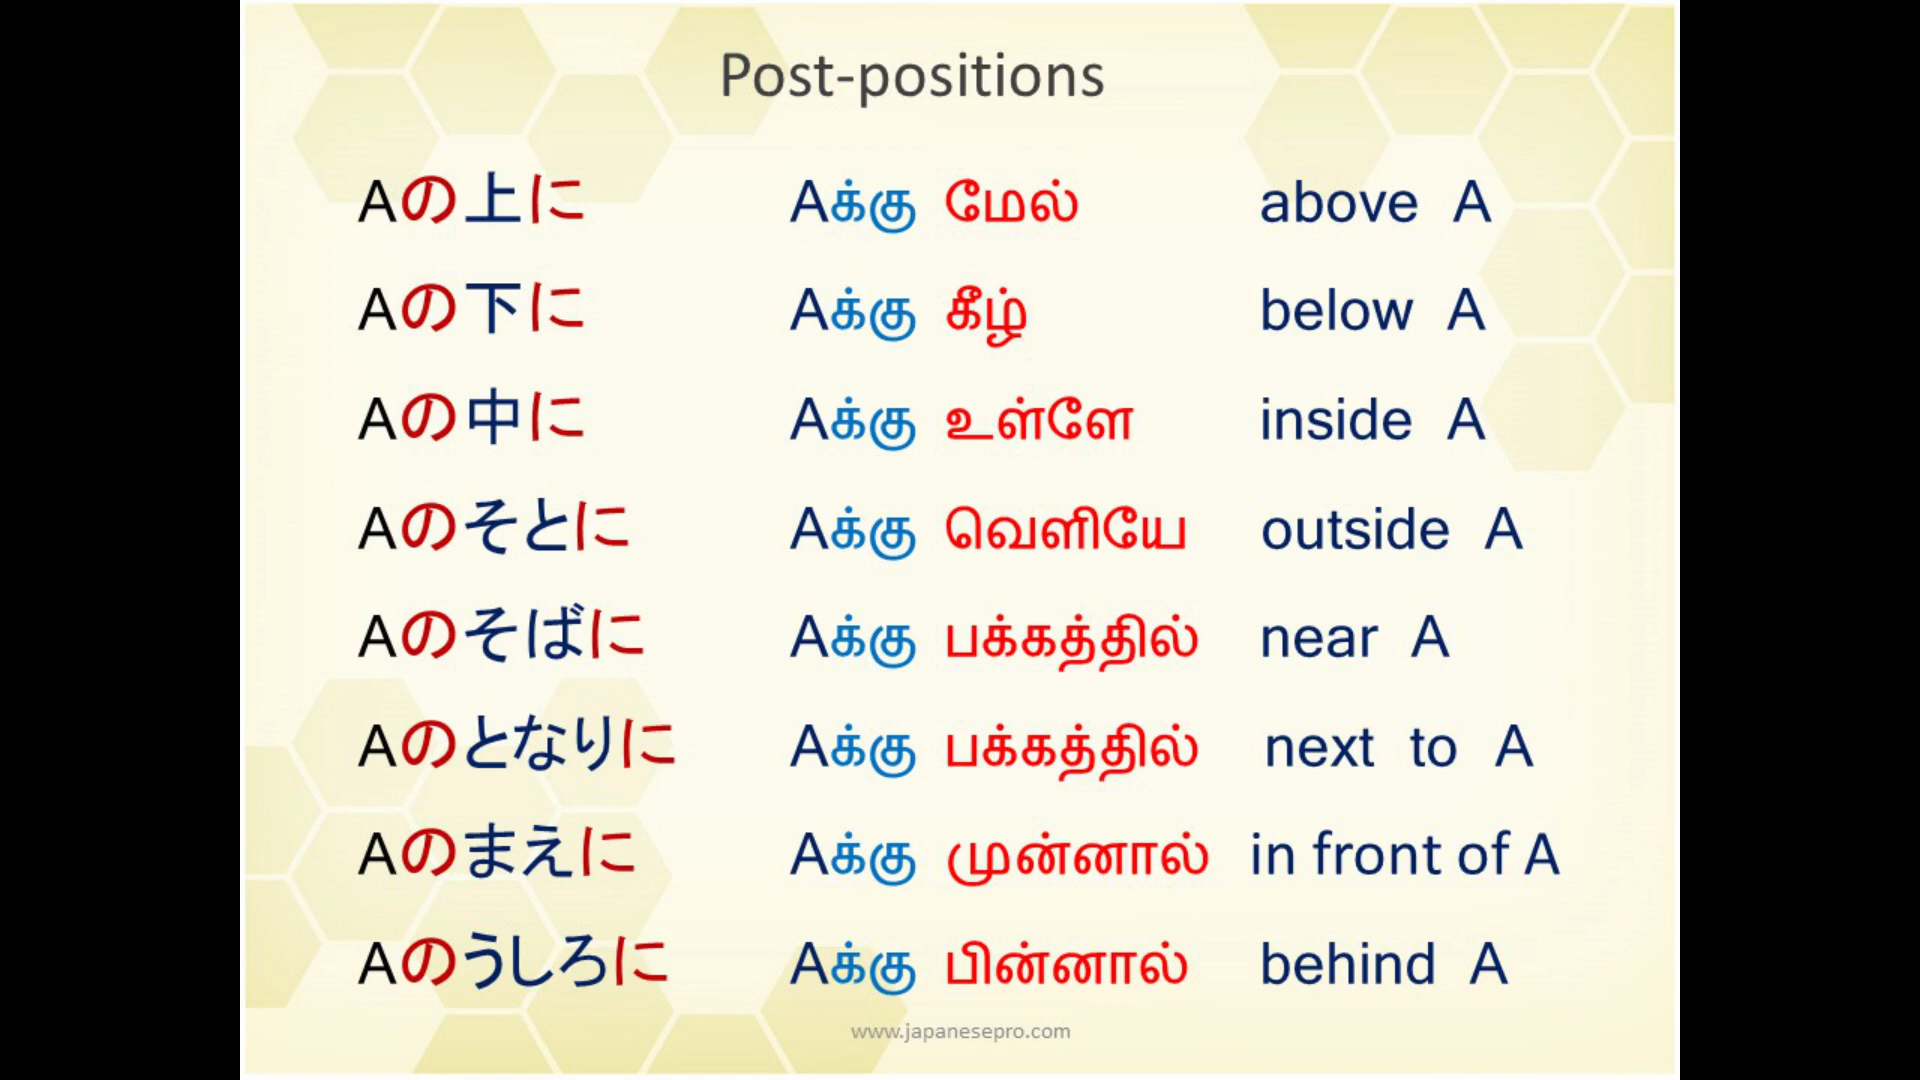 Post-positions
Aの上に Aக்கு மேல் above A
Aの下に Aக்கு கீழ் below A
Aの中に Aக்கு உள்ளே inside A
Aのそとに Aக்கு வெளியே outside A
Aのそばに Aக்கு பக்கத்தில் near A
Aのとなりに Aக்கு பக்கத்தில் next to A
Aのまえに Aக்கு முன்னால் in front of A
Aのうしろに Aக்கு பின்னால் behind A
www.japanesepro.com